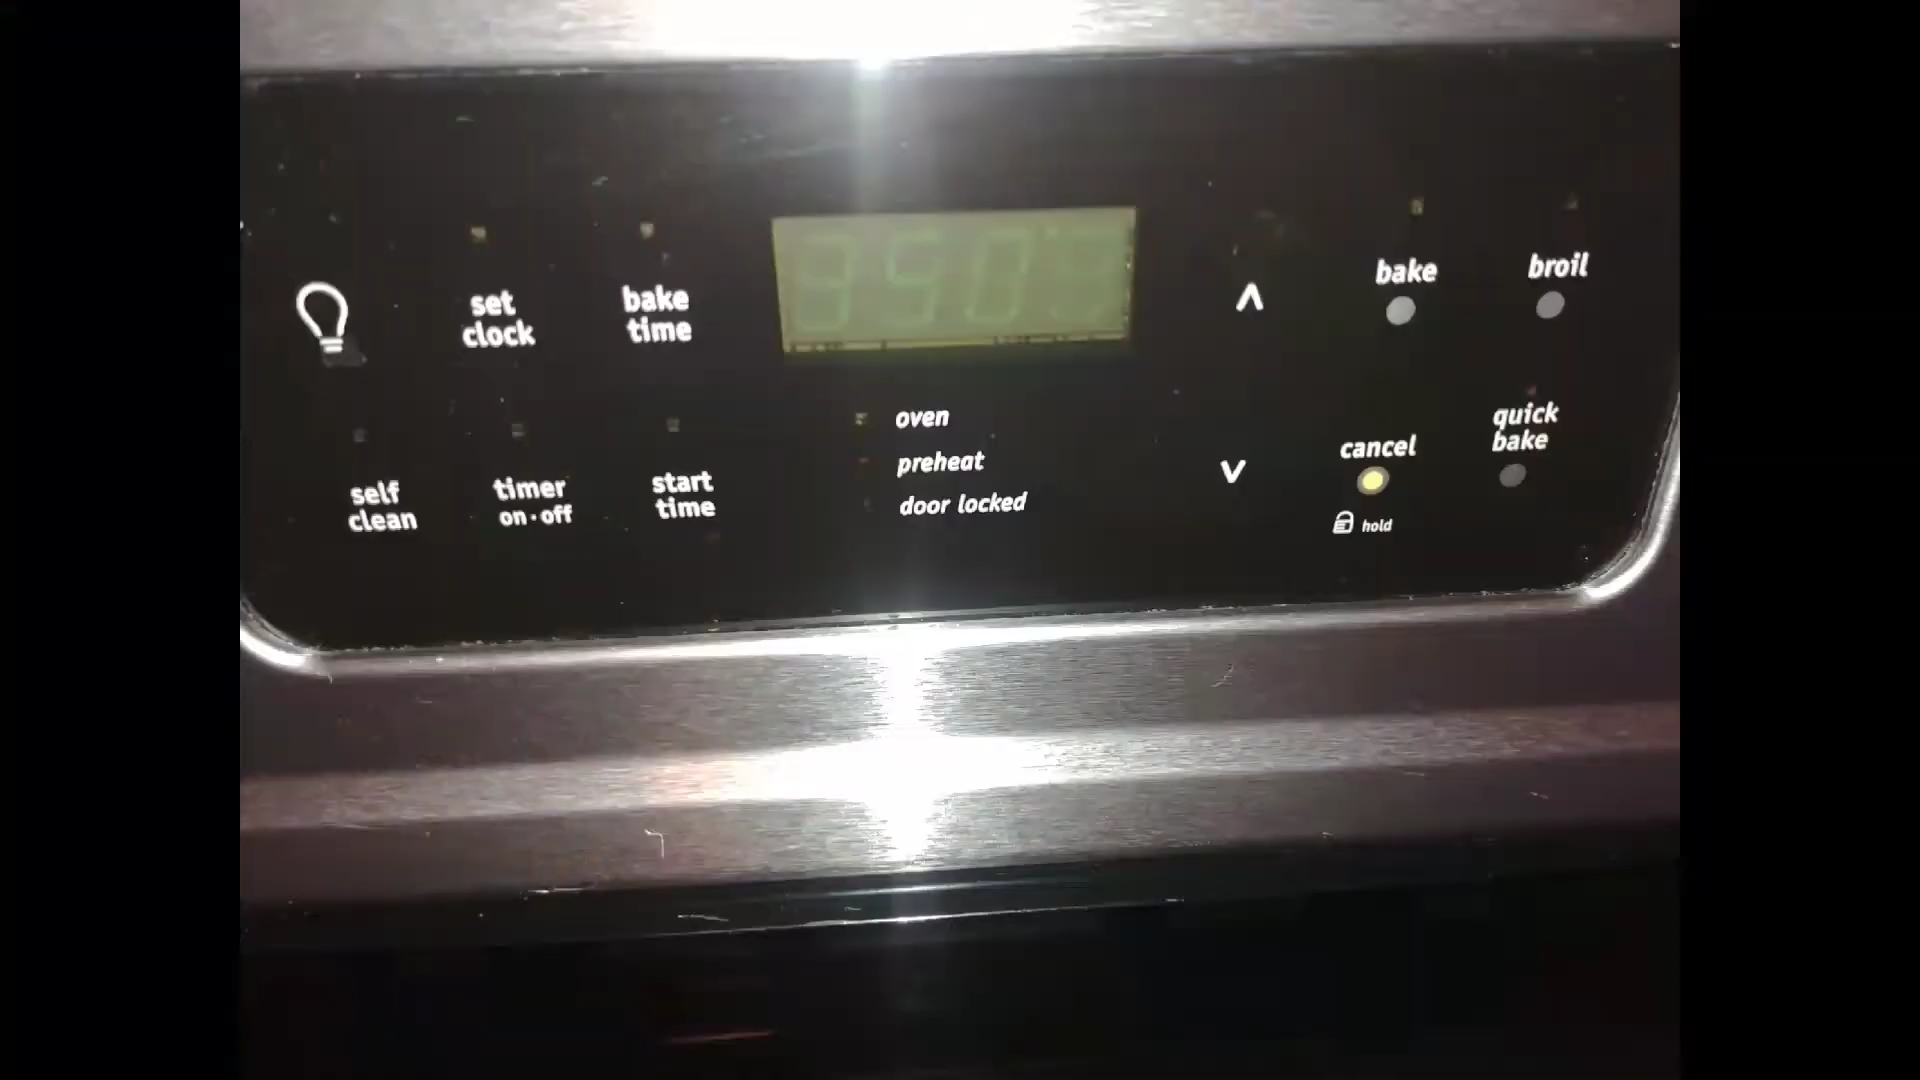 350°
set
clock
bake
time
bake
broil
self
clean
timer
on·off
start
time
oven
preheat
door locked
cancel
hold
quick
bake